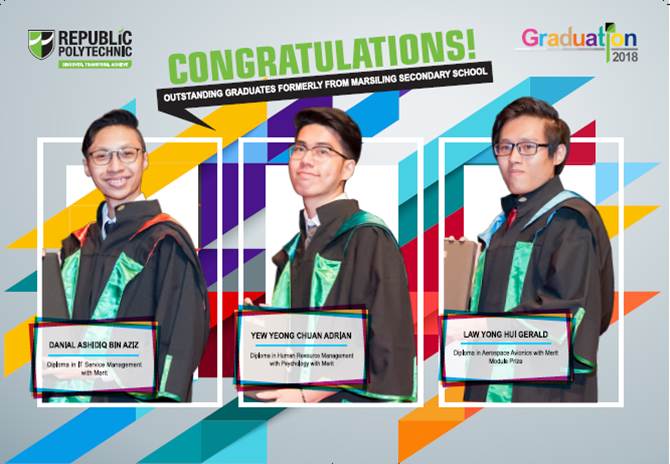 REPUBLIC
POLYTECHNIC
DISCOVER. TRANSFORM. ACHIEVE
CONGRATULATIONS!
OUTSTANDING GRADUATES FORMERLY FROM MARSILING SECONDARY SCHOOL
Graduation
2018
DANIAL ASHIDIQ BIN AZIZ
Diploma in IT Service Management
with Merit
YEW YEONG CHUAN ADRIAN
Diploma in Human Resource Management
with Psychology with Merit
LAW YONG HUI GERALD
Diploma in Aerospace Avionics with Merit
Module Prize